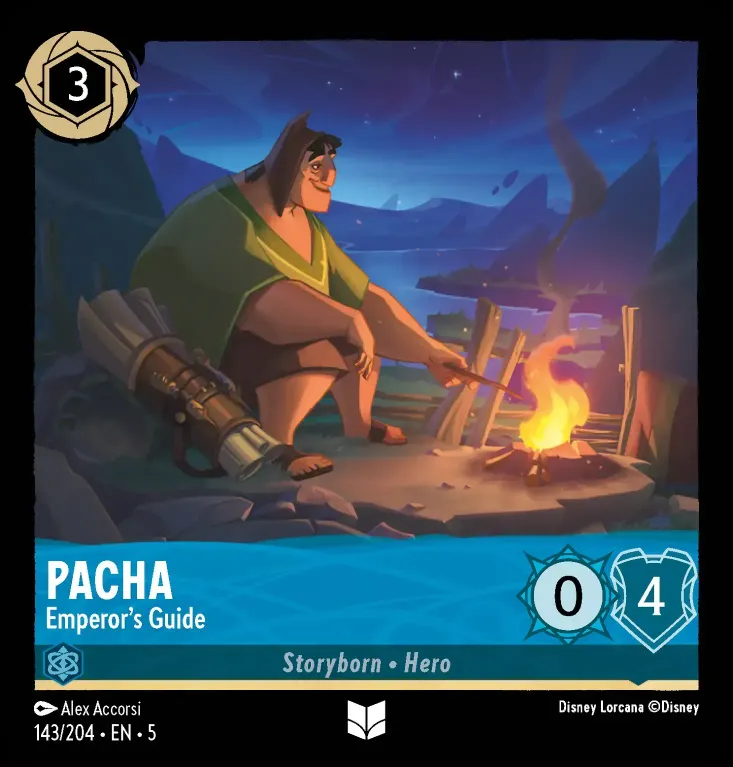 3
PACHA
Emperor's Guide
0
4
Storyborn • Hero
Alex Accorsi
Disney Lorcana ©Disney
143/204 • EN • 5